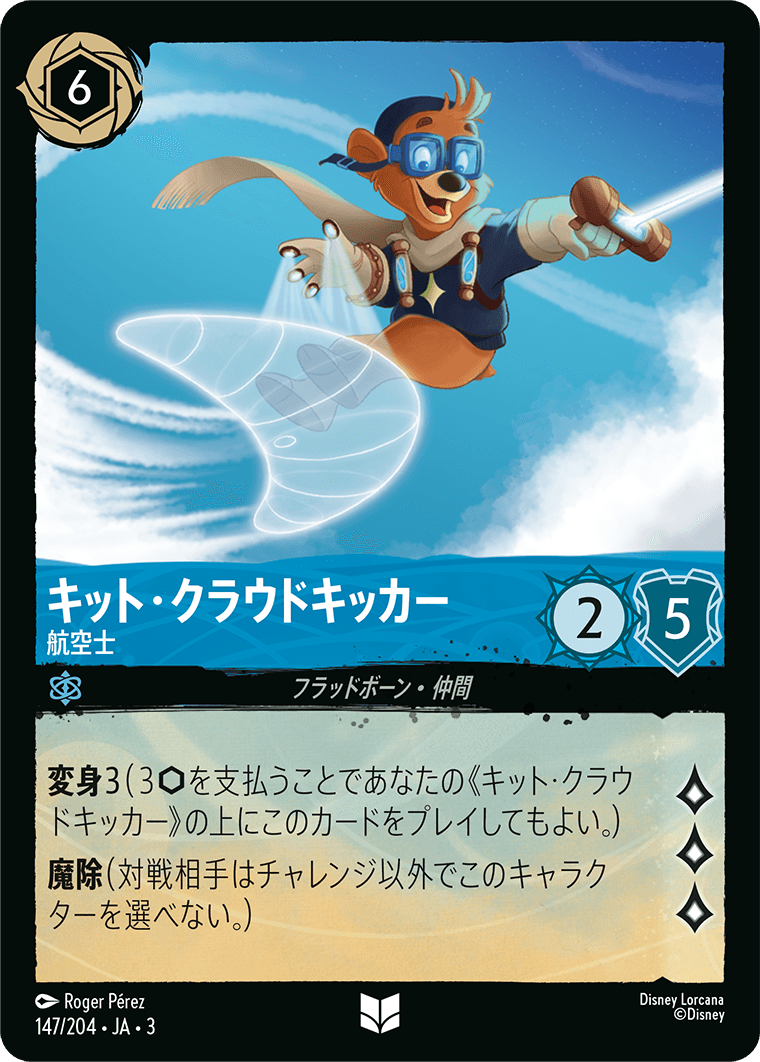 6
キット・クラウドキッカー
航空士
2
5
フラッドボーン・仲間
変身3(3⬣を支払うことであなたの《キット・クラウ
ドキッカー》の上にこのカードをプレイしてもよい。)
魔除(対戦相手はチャレンジ以外でこのキャラク
ターを選べない。)
Roger Pérez
147/204・JA・3
Disney Lorcana
©Disney